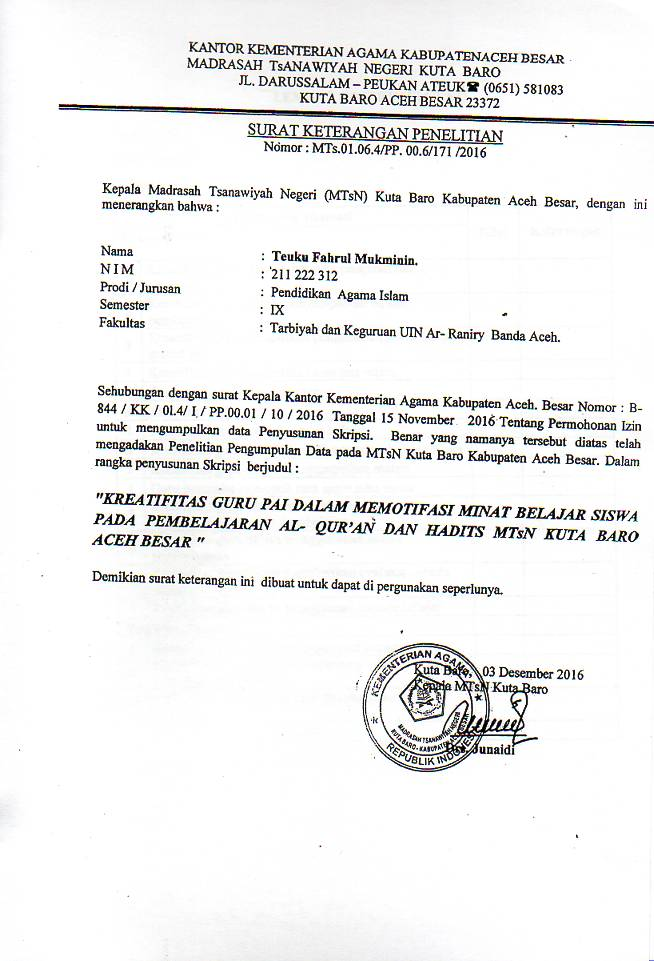 KANTOR KEMENTERIAN AGAMA KABUPATENACEH BESAR
MADRASAH TsANAWIYAH NEGERI KUTA BARO
JL. DARUSSALAM – PEUKAN ATEUK☎ (0651) 581083
KUTA BARO ACEH BESAR 23372
SURAT KETERANGAN PENELITIAN
Nomor : MTs.01.06.4/PP. 00.6/171 /2016
Kepala Madrasah Tsanawiyah Negeri (MTsN) Kuta Baro Kabupaten Aceh Besar, dengan ini
menerangkan bahwa :
Nama : Teuku Fahrul Mukminin.
N I M : 211 222 312
Prodi / Jurusan : Pendidikan Agama Islam
Semester : IX
Fakultas : Tarbiyah dan Keguruan UIN Ar- Raniry Banda Aceh.
Sehubungan dengan surat Kepala Kantor Kementerian Agama Kabupaten Aceh. Besar Nomor : B-
844 / KK / 01.4/ I / PP.00.01 / 10 / 2016 Tanggal 15 November 2016 Tentang Permohonan Izin
untuk mengumpulkan data Penyusunan Skripsi. Benar yang namanya tersebut diatas telah
mengadakan Penelitian Pengumpulan Data pada MTsN Kuta Baro Kabupaten Aceh Besar. Dalam
rangka penyusunan Skripsi berjudul :
"KREATIFITAS GURU PAI DALAM MEMOTIFASI MINAT BELAJAR SISWA
PADA PEMBELAJARAN AL- QUR'AN DAN HADITS MTsN KUTA BARO
ACEH BESAR "
Demikian surat keterangan ini dibuat untuk dapat di pergunakan seperlunya.
Kuta Baro, 03 Desember 2016
Kepala MTsN Kuta Baro
KEMENTERIAN AGAMA
MADRASAH TSANAWIYAH NEGERI
KUTA BARO - KABUPATEN ACEH BESAR
REPUBLIK INDONESIA
Drs. Junaidi